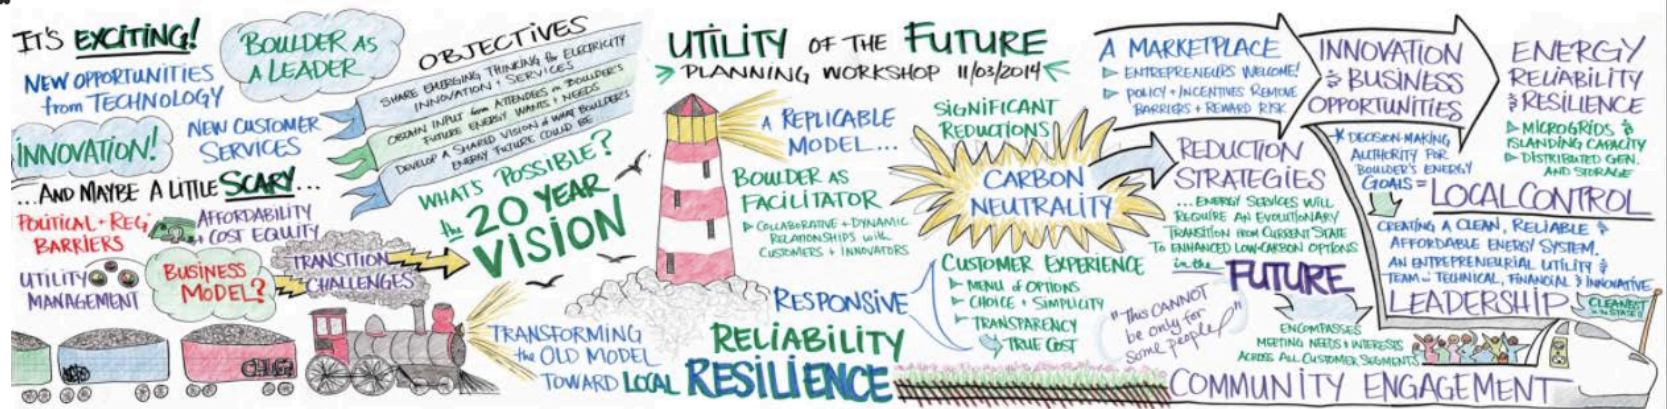 IT'S EXCITING!
NEW OPPORTUNITIES
from TECHNOLOGY
BOULDER AS
A LEADER
INNOVATION!
NEW CUSTOMER
SERVICES
...AND MAYBE A LITTLE SCARY...
POLITICAL + REG.
BARRIERS
AFFORDABILITY
+ COST EQUITY
UTILITY
MANAGEMENT
BUSINESS
MODEL?
TRANSITION
CHALLENGES
OBJECTIVES
SHARE EMERGING THINKING for ELECTRICITY
INNOVATION + SERVICES
OBTAIN INPUT from ATTENDEES on BOULDER'S
FUTURE ENERGY WANTS + NEEDS
DEVELOP A SHARED VISION of WHAT BOULDER'S
ENERGY FUTURE COULD BE
WHAT'S POSSIBLE?
the 20 YEAR
VISION
TRANSFORMING
the OLD MODEL
TOWARD LOCAL RESILIENCE
UTILITY OF THE FUTURE
PLANNING WORKSHOP 11/03/2014
A REPLICABLE
MODEL...
BOULDER AS
FACILITATOR
COLLABORATIVE + DYNAMIC
RELATIONSHIPS with
CUSTOMERS + INNOVATORS
RESPONSIVE
RELIABILITY
SIGNIFICANT
REDUCTIONS
CARBON
NEUTRALITY
CUSTOMER EXPERIENCE
MENU of OPTIONS
CHOICE + SIMPLICITY
TRANSPARENCY
TRUE COST
A MARKETPLACE
ENTREPRENEURS WELCOME!
POLICY + INCENTIVES REMOVE
BARRIERS + REWARD RISK
INNOVATION
& BUSINESS
OPPORTUNITIES
ENERGY
RELIABILITY
& RESILIENCE
MICROGRIDS &
ISLANDING CAPACITY
DISTRIBUTED GEN.
AND STORAGE
REDUCTION
STRATEGIES
...ENERGY SERVICES WILL
REQUIRE AN EVOLUTIONARY
TRANSITION FROM CURRENT STATE
TO ENHANCED LOW-CARBON OPTIONS
in the FUTURE
"This CANNOT
be only for
some people"
ENCOMPASSES
MEETING NEEDS + INTERESTS
ACROSS ALL CUSTOMER SEGMENTS
* DECISION-MAKING
AUTHORITY FOR
BOULDER'S ENERGY
GOALS = LOCAL CONTROL
CREATING A CLEAN, RELIABLE &
AFFORDABLE ENERGY SYSTEM.
AN ENTREPRENEURIAL UTILITY &
TEAM - TECHNICAL, FINANCIAL & INNOVATIVE
LEADERSHIP
CLEANEST
IN STATE!!
COMMUNITY ENGAGEMENT